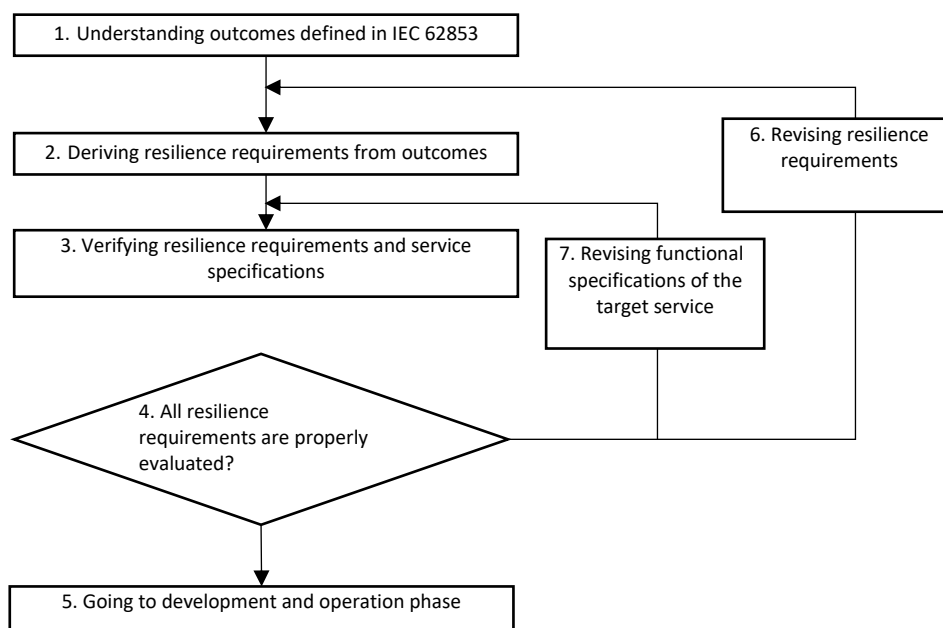 1. Understanding outcomes defined in IEC 62853
2. Deriving resilience requirements from outcomes
6. Revising resilience
requirements
3. Verifying resilience requirements and service
specifications
7. Revising functional
specifications of the
target service
4. All resilience
requirements are properly
evaluated?
5. Going to development and operation phase